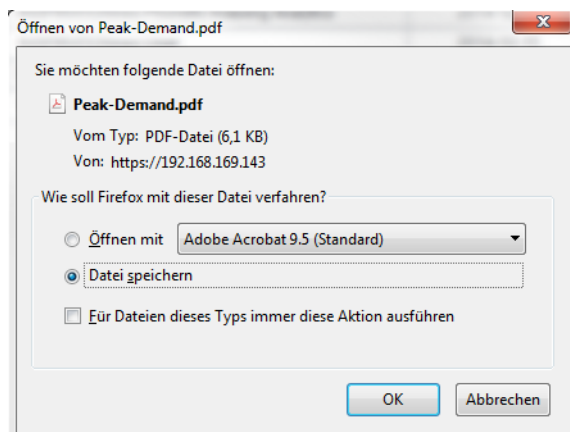 Öffnen von Peak-Demand.pdf
Sie möchten folgende Datei öffnen:
Peak-Demand.pdf
Vom Typ: PDF-Datei (6,1 KB)
Von: https://192.168.169.143
Wie soll Firefox mit dieser Datei verfahren?
Öffnen mit Adobe Acrobat 9.5 (Standard)
Datei speichern
Für Dateien dieses Typs immer diese Aktion ausführen
OK Abbrechen